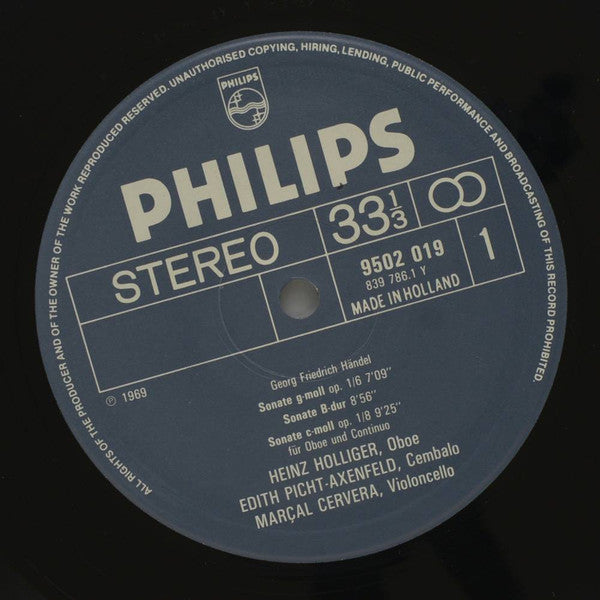 ALL RIGHTS OF THE PRODUCER AND OF THE OWNER OF THE WORK REPRODUCED RESERVED. UNAUTHORISED COPYING, HIRING, LENDING, PUBLIC PERFORMANCE AND BROADCASTING OF THIS RECORD PROHIBITED.
PHILIPS
PHILIPS
STEREO
33 1/3
9502 019
839 786.1 Y
MADE IN HOLLAND
1
℗ 1969
Georg Friedrich Händel
Sonate g-moll op. 1/6 7'09"
Sonate B-dur 8'56"
Sonate c-moll op. 1/8 9'25"
für Oboe und Continuo
HEINZ HOLLIGER, Oboe
EDITH PICHT-AXENFELD, Cembalo
MARÇAL CERVERA, Violoncello